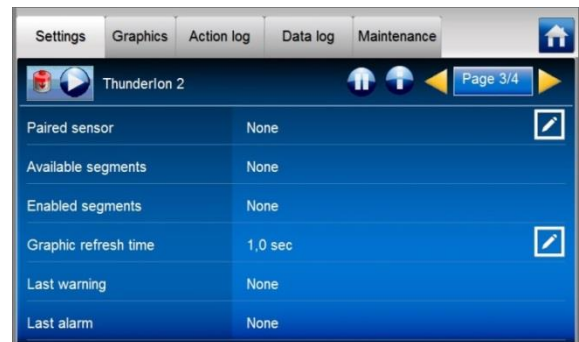 Settings Graphics Action log Data log Maintenance
ThunderIon 2 Page 3/4
Paired sensor None
Available segments None
Enabled segments None
Graphic refresh time 1,0 sec
Last warning None
Last alarm None